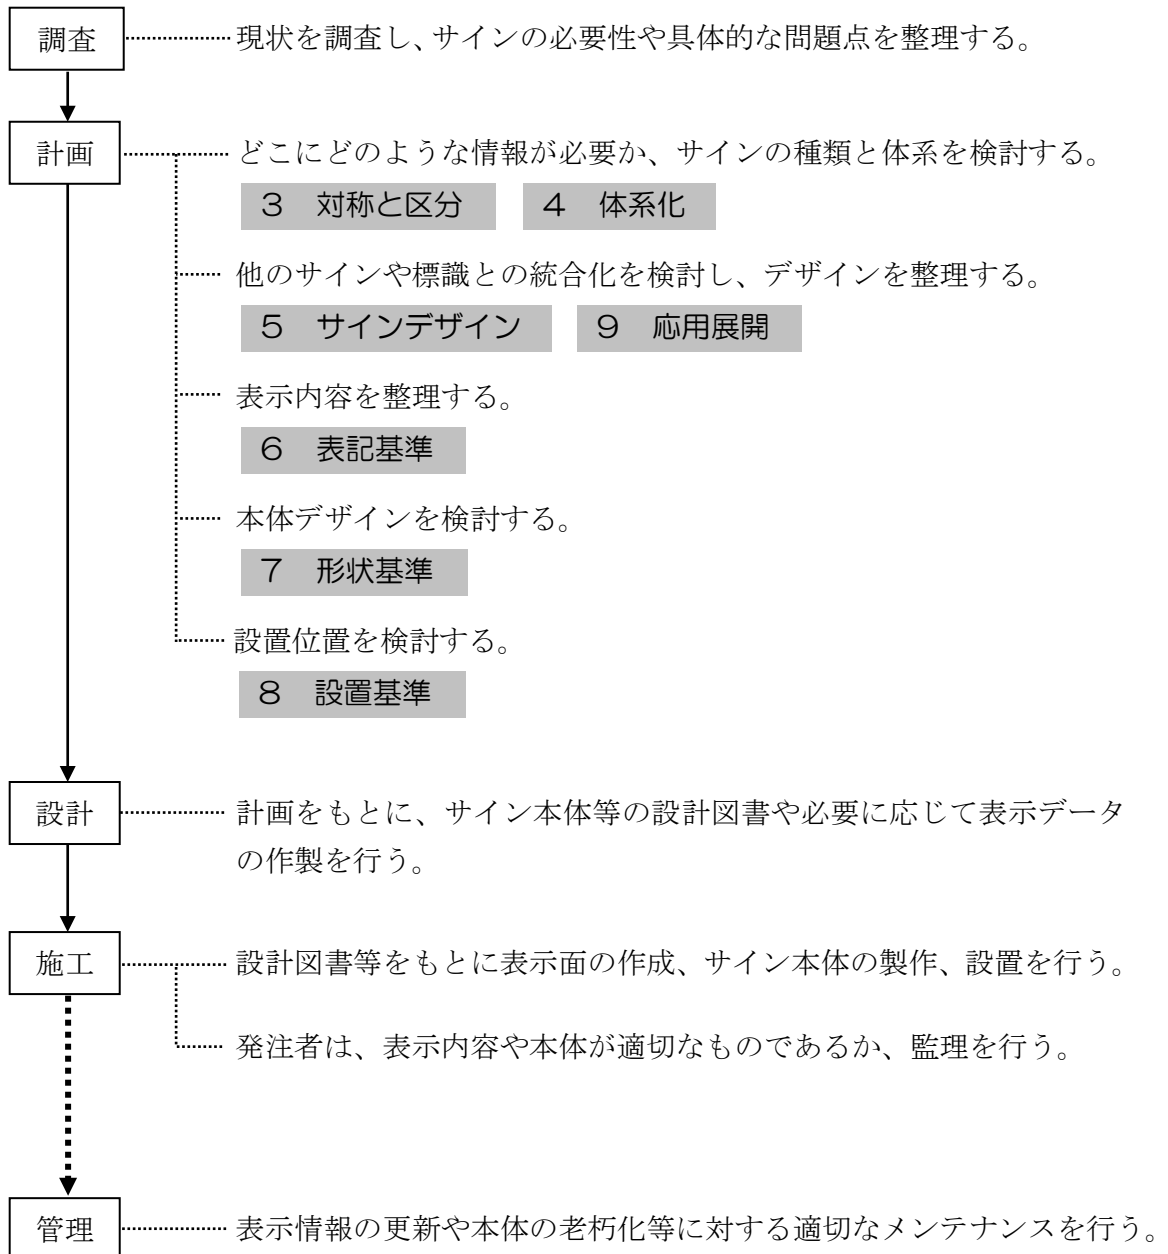 調査
現状を調査し、サインの必要性や具体的な問題点を整理する。
計画
どこにどのような情報が必要か、サインの種類と体系を検討する。
３　対称と区分
４　体系化
他のサインや標識との統合化を検討し、デザインを整理する。
５　サインデザイン
９　応用展開
表示内容を整理する。
６　表記基準
本体デザインを検討する。
７　形状基準
設置位置を検討する。
８　設置基準
設計
計画をもとに、サイン本体等の設計図書や必要に応じて表示データ
の作製を行う。
施工
設計図書等をもとに表示面の作成、サイン本体の製作、設置を行う。
発注者は、表示内容や本体が適切なものであるか、監理を行う。
管理
表示情報の更新や本体の老朽化等に対する適切なメンテナンスを行う。